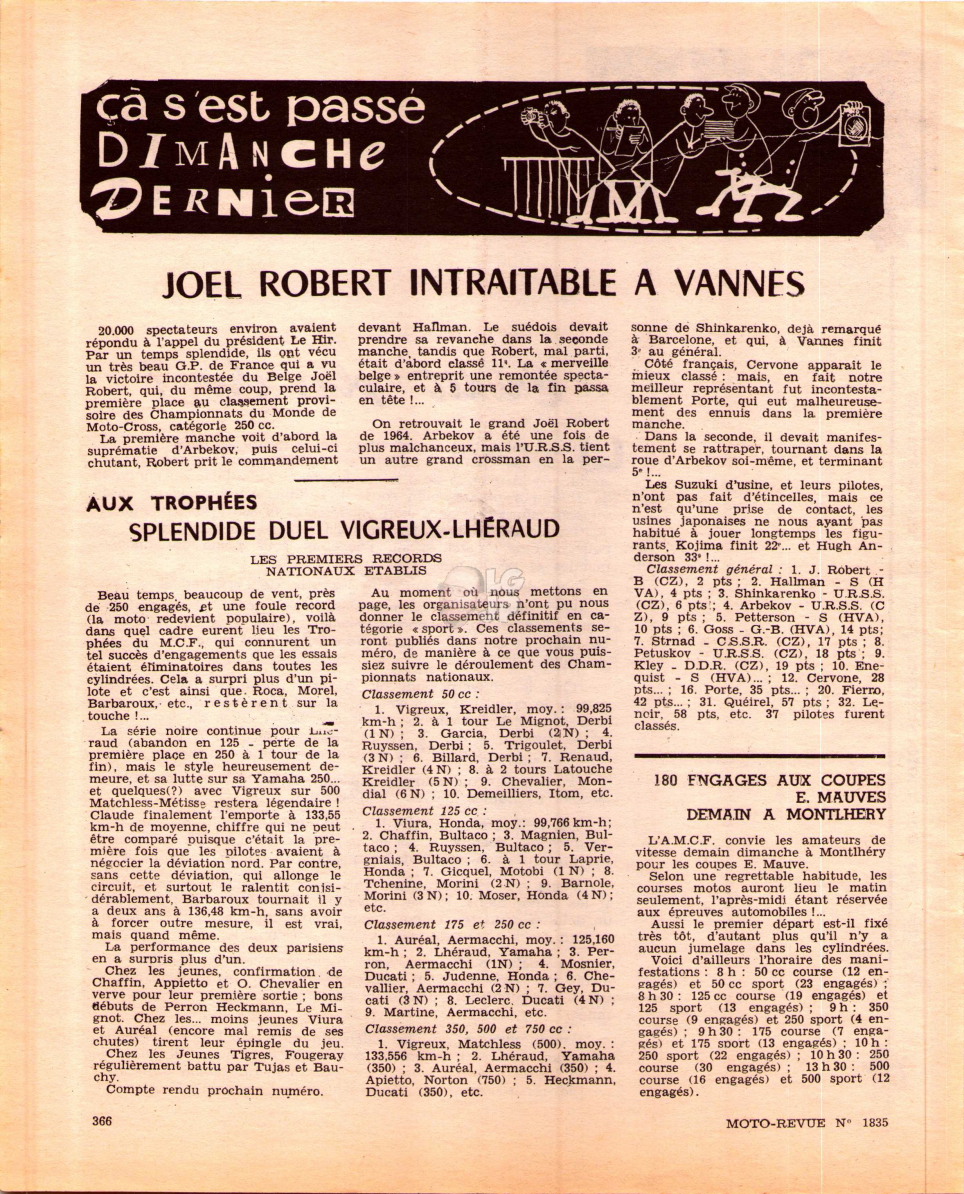 çà s'est passé
DIMANCHE
DERNIER
JOEL ROBERT INTRAITABLE A VANNES
20.000 spectateurs environ avaient
répondu à l'appel du président Le Hir.
Par un temps splendide, ils ont vécu
un très beau G.P. de France qui a vu
la victoire incontestée du Belge Joël
Robert, qui, du même coup, prend la
première place au classement provi-
soire des Championnats du Monde de
Moto-Cross, catégorie 250 cc.
La première manche voit d'abord la
suprématie d'Arbekov, puis celui-ci
chutant, Robert prit le commandement
devant Hallman. Le suédois devait
prendre sa revanche dans la seconde
manche, tandis que Robert, mal parti,
était d'abord classé 11e. La « merveille
belge » entreprit une remontée specta-
culaire, et à 5 tours de la fin passa
en tête !...
On retrouvait le grand Joël Robert
de 1964. Arbekov a été une fois de
plus malchanceux, mais l'U.R.S.S. tient
un autre grand crossman en la per-
sonne de Shinkarenko, dejà remarqué
à Barcelone, et qui, à Vannes finit
3e au général.
Côté français, Cervone apparait le
mieux classé : mais, en fait notre
meilleur représentant fut incontesta-
blement Porte, qui eut malheureuse-
ment des ennuis dans la première
manche.
Dans la seconde, il devait manifes-
tement se rattraper, tournant dans la
roue d'Arbekov soi-même, et terminant
5e !...
Les Suzuki d'usine, et leurs pilotes,
n'ont pas fait d'étincelles, mais ce
n'est qu'une prise de contact, les
usines japonaises ne nous ayant pas
habitué à jouer longtemps les figu-
rants. Kojima finit 22e... et Hugh An-
derson 33e !...
Classement général : 1. J. Robert -
B (CZ), 2 pts ; 2. Hallman - S (H
VA), 4 pts ; 3. Shinkarenko - U.R.S.S.
(CZ), 6 pts ; 4. Arbekov - U.R.S.S. (C
Z), 9 pts ; 5. Petterson - S (HVA),
10 pts ; 6. Goss - G.-B. (HVA), 14 pts;
7. Strnad - C.S.S.R. (CZ), 17 pts ; 8.
Petuskov - U.R.S.S. (CZ), 18 pts ; 9.
Kley - D.D.R. (CZ), 19 pts ; 10. Ene-
quist - S (HVA)... ; 12. Cervone, 28
pts... ; 16. Porte, 35 pts... ; 20. Fierno,
42 pts... ; 31. Quéirel, 57 pts ; 32. Le-
noir, 58 pts, etc. 37 pilotes furent
classés.
AUX TROPHÉES
SPLENDIDE DUEL VIGREUX-LHÉRAUD
LES PREMIERS RECORDS
NATIONAUX ETABLIS
Beau temps, beaucoup de vent, près
de 250 engagés, et une foule record
(la moto redevient populaire), voilà
dans quel cadre eurent lieu les Tro-
phées du M.C.F., qui connurent un
tel succès d'engagements que les essais
étaient éliminatoires dans toutes les
cylindrées. Cela a surpri plus d'un pi-
lote et c'est ainsi que Roca, Morel,
Barbaroux, etc., restèrent sur la
touche !...
La série noire continue pour Lhé-
raud (abandon en 125 - perte de la
première place en 250 à 1 tour de la
fin), mais le style heureusement de-
meure, et sa lutte sur sa Yamaha 250...
et quelques(?) avec Vigreux sur 500
Matchless-Métisse restera légendaire !
Claude finalement l'emporte à 133,55
km-h de moyenne, chiffre qui ne peut
être comparé puisque c'était la pre-
mière fois que les pilotes avaient à
négocier la déviation nord. Par contre,
sans cette déviation, qui allonge le
circuit, et surtout le ralentit conisi-
dérablement, Barbaroux tournait il y
a deux ans à 136,48 km-h, sans avoir
à forcer outre mesure, il est vrai,
mais quand même.
La performance des deux parisiens
en a surpris plus d'un.
Chez les jeunes, confirmation de
Chaffin, Appietto et O. Chevalier en
verve pour leur première sortie ; bons
débuts de Perron Heckmann, Le Mi-
gnot. Chez les... moins jeunes Viura
et Auréal (encore mal remis de ses
chutes) tirent leur épingle du jeu.
Chez les Jeunes Tigres, Fougeray
régulièrement battu par Tujas et Bau-
chy.
Compte rendu prochain numéro.
Au moment où nous mettons en
page, les organisateurs n'ont pu nous
donner le classement définitif en ca-
tégorie « sport ». Ces classements se-
ront publiés dans notre prochain nu-
méro, de manière à ce que vous puis-
siez suivre le déroulement des Cham-
pionnats nationaux.
Classement 50 cc :
1. Vigreux, Kreidler, moy. : 99,825
km-h ; 2. à 1 tour Le Mignot, Derbi
(1 N) ; 3. Garcia, Derbi (2 N) ; 4.
Ruyssen, Derbi ; 5. Trigoulet, Derbi
(3 N) ; 6. Billard, Derbi ; 7. Renaud,
Kreidler (4 N) ; 8. à 2 tours Latouche
Kreidler (5 N) ; 9. Chevalier, Mon-
dial (6 N) ; 10. Demeilliers, Itom, etc.
Classement 125 cc :
1. Viura, Honda, moy.: 99,766 km-h;
2. Chaffin, Bultaco ; 3. Magnien, Bul-
taco ; 4. Ruyssen, Bultaco ; 5. Ver-
gniais, Bultaco ; 6. à 1 tour Laprie,
Honda ; 7. Gicquel, Motobi (1 N) ; 8.
Tchenine, Morini (2 N) ; 9. Barnole,
Morini (3 N) ; 10. Moser, Honda (4 N) ;
etc.
Classement 175 et 250 cc :
1. Auréal, Aermacchi, moy. : 125,160
km-h ; 2. Lhéraud, Yamaha ; 3. Per-
ron, Aermacchi (1N) ; 4. Mosnier,
Ducati ; 5. Judenne, Honda ; 6. Che-
vallier, Aermacchi (2 N) ; 7. Gey, Du-
cati (3 N) ; 8. Leclerc, Ducati (4 N) ;
9. Martine, Aermacchi, etc.
Classement 350, 500 et 750 cc :
1. Vigreux, Matchless (500), moy. :
133,556 km-h ; 2. Lhéraud, Yamaha
(350) ; 3. Auréal, Aermacchi (350) ; 4.
Apietto, Norton (750) ; 5. Heckmann,
Ducati (350), etc.
180 ENGAGES AUX COUPES
E. MAUVES
DEMAIN A MONTLHERY
L'A.M.C.F. convie les amateurs de
vitesse demain dimanche à Montlhéry
pour les coupes E. Mauve.
Selon une regrettable habitude, les
courses motos auront lieu le matin
seulement, l'après-midi étant réservée
aux épreuves automobiles !...
Aussi le premier départ est-il fixé
très tôt, d'autant plus qu'il n'y a
aucun jumelage dans les cylindrées.
Voici d'ailleurs l'horaire des mani-
festations : 8 h : 50 cc course (12 en-
gagés) et 50 cc sport (23 engagés) ;
8 h 30 : 125 cc course (19 engagés) et
125 sport (13 engagés) ; 9 h : 350
course (9 engagés) et 250 sport (4 en-
gagés) ; 9 h 30 : 175 course (7 enga-
gés) et 175 sport (13 engagés) ; 10 h :
250 sport (22 engagés) ; 10 h 30 : 250
course (30 engagés) ; 13 h 30 : 500
course (16 engagés) et 500 sport (12
engagés).
366
MOTO-REVUE N° 1835